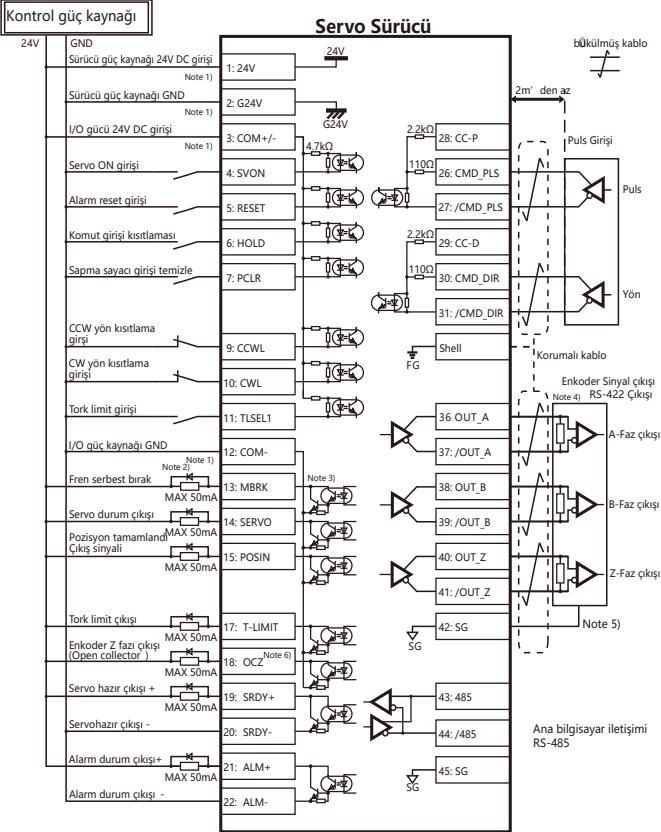 Kontrol güç kaynağı
Servo Sürücü
24V
GND
24V
G24V
bükülmüş kablo
2m' den az
Puls Girişi
Sürücü güç kaynağı 24V DC girişi
Note 1)
1: 24V
Sürücü güç kaynağı GND
Note 1)
2: G24V
I/O gücü 24V DC girişi
Note 1)
3: COM+/-
4.7kΩ
Servo ON girişi
4: SVON
Alarm reset girişi
5: RESET
Komut girişi kısıtlaması
6: HOLD
Sapma sayacı girişi temizle
7: PCLR
CCW yön kısıtlama
girşi
9: CCWL
CW yön kısıtlama
girişi
10: CWL
Tork limit girişi
11: TLSEL1
I/O güç kaynağı GND
Note 1)
12: COM-
Note 2)
Fren serbest bırak
MAX 50mA
13: MBRK
Note 3)
Servo durum çıkışı
MAX 50mA
14: SERVO
Pozisyon tamamlandı
Çıkış sinyali
MAX 50mA
15: POSIN
Tork limit çıkışı
MAX 50mA
17: T-LIMIT
Enkoder Z fazı çıkışı
(Open collector )
MAX 50mA
18: OCZ
Note 6)
Servo hazır çıkışı +
MAX 50mA
19: SRDY+
Servohazır çıkışı -
20: SRDY-
Alarm durum çıkışı+
MAX 50mA
21: ALM+
Alarm durum çıkışı -
22: ALM-
2.2kΩ
28: CC-P
110Ω
26: CMD_PLS
27: /CMD_PLS
Puls
2.2kΩ
29: CC-D
110Ω
30: CMD_DIR
31: /CMD_DIR
Yön
Shell
FG
Korumalı kablo
Enkoder Sinyal çıkışı
RS-422 Çıkışı
Note 4)
36: OUT_A
37: /OUT_A
A-Faz çıkışı
38: OUT_B
39: /OUT_B
B-Faz çıkışı
40: OUT_Z
41: /OUT_Z
Z-Faz çıkışı
42: SG
SG
Note 5)
43: 485
44: /485
Ana bilgisayar iletişimi
RS-485
45: SG
SG